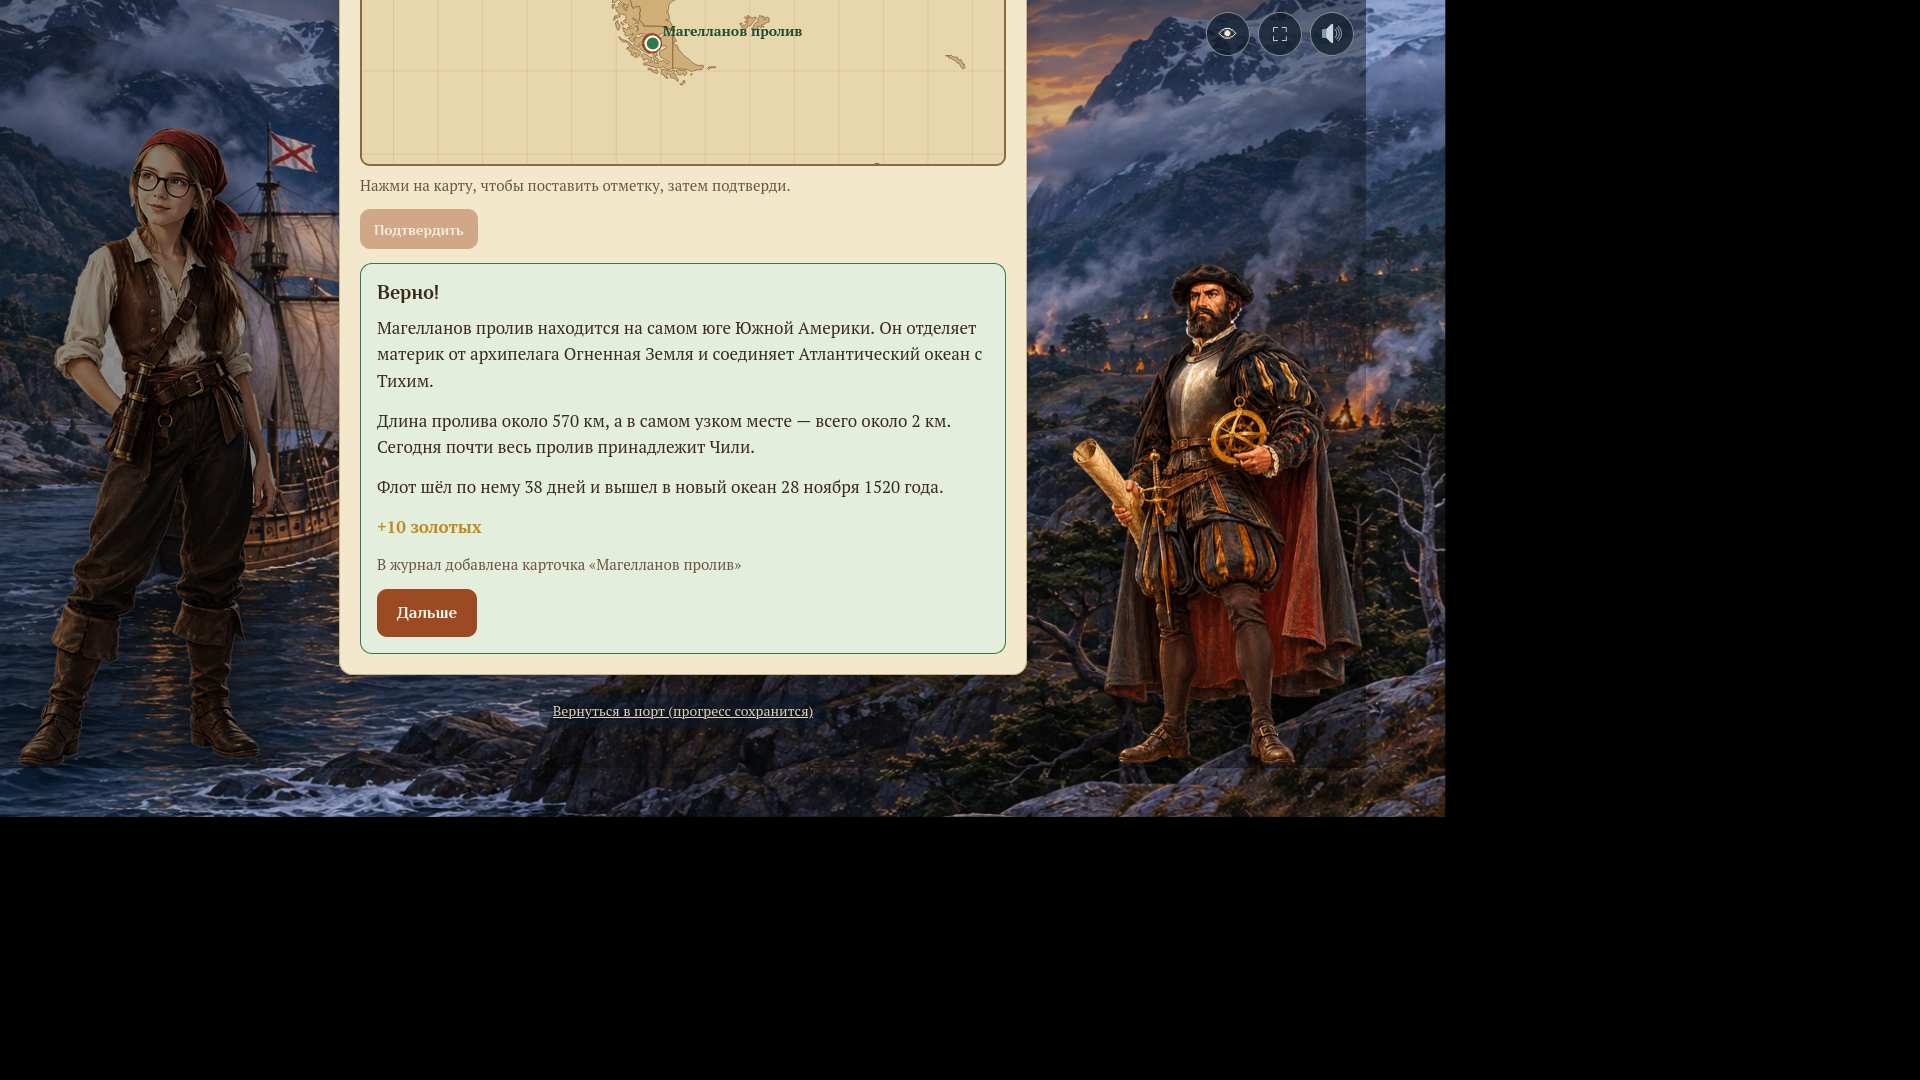 Магелланов пролив
Нажми на карту, чтобы поставить отметку, затем подтверди.
Подтвердить
Верно!
Магелланов пролив находится на самом юге Южной Америки. Он отделяет
материк от архипелага Огненная Земля и соединяет Атлантический океан с
Тихим.
Длина пролива около 570 км, а в самом узком месте — всего около 2 км.
Сегодня почти весь пролив принадлежит Чили.
Флот шёл по нему 38 дней и вышел в новый океан 28 ноября 1520 года.
+10 золотых
В журнал добавлена карточка «Магелланов пролив»
Дальше
Вернуться в порт (прогресс сохранится)